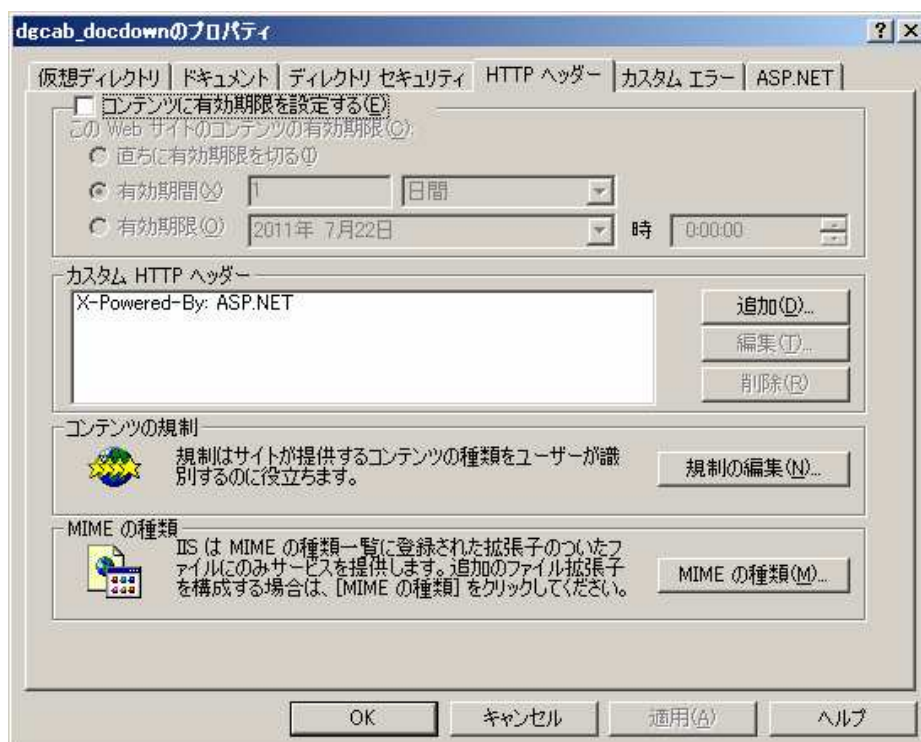 dgcab_docdownのプロパティ
仮想ディレクトリ ドキュメント ディレクトリ セキュリティ HTTP ヘッダー カスタム エラー ASP.NET
コンテンツに有効期限を設定する(E)
この Web サイトのコンテンツの有効期限(C):
直ちに有効期限を切る(I)
有効期間(X) 1 日間
有効期限(O) 2011年 7月22日 時 0:00:00
カスタム HTTP ヘッダー
X-Powered-By: ASP.NET
追加(D)...
編集(T)...
削除(R)
コンテンツの規制
規制はサイトが提供するコンテンツの種類をユーザーが識
別するのに役立ちます。
規制の編集(N)...
MIME の種類
IIS は MIME の種類一覧に登録された拡張子のついたフ
ァイルにのみサービスを提供します。追加のファイル拡張子
を構成する場合は、[MIME の種類] をクリックしてください。
MIME の種類(M)...
OK キャンセル 適用(A) ヘルプ